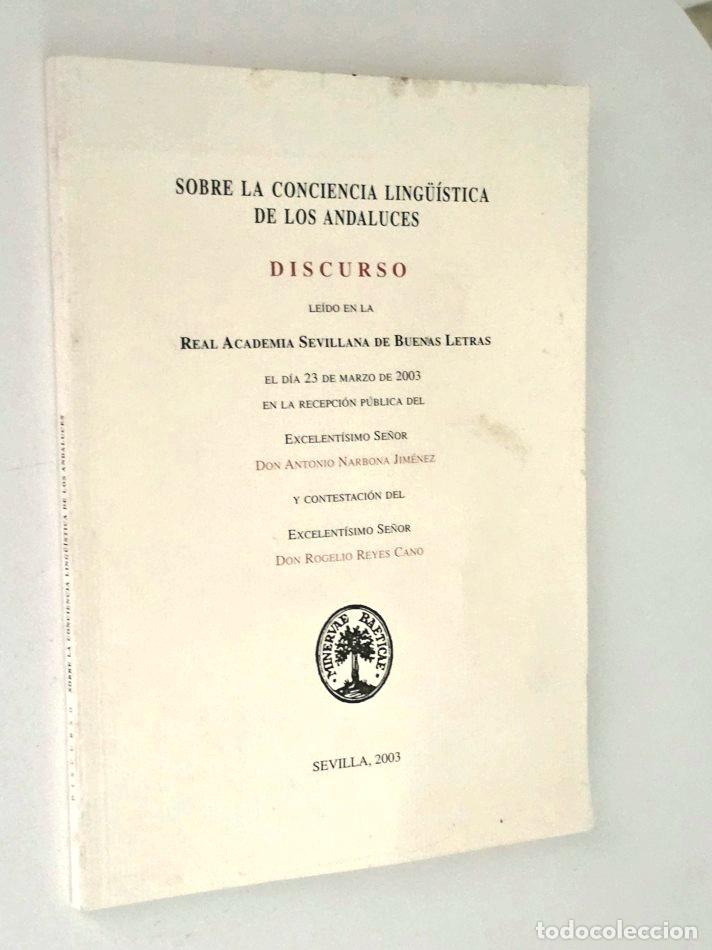 SOBRE LA CONCIENCIA LINGÜÍSTICA
DE LOS ANDALUCES
DISCURSO
LEÍDO EN LA
REAL ACADEMIA SEVILLANA DE BUENAS LETRAS
EL DÍA 23 DE MARZO DE 2003
EN LA RECEPCIÓN PÚBLICA DEL
EXCELENTÍSIMO SEÑOR
DON ANTONIO NARBONA JIMÉNEZ
Y CONTESTACIÓN DEL
EXCELENTÍSIMO SEÑOR
DON ROGELIO REYES CANO
MINERVAE BAETICAE
SEVILLA, 2003
DISCURSO SOBRE LA CONCIENCIA LINGÜÍSTICA DE LOS ANDALUCES
todocoleccion